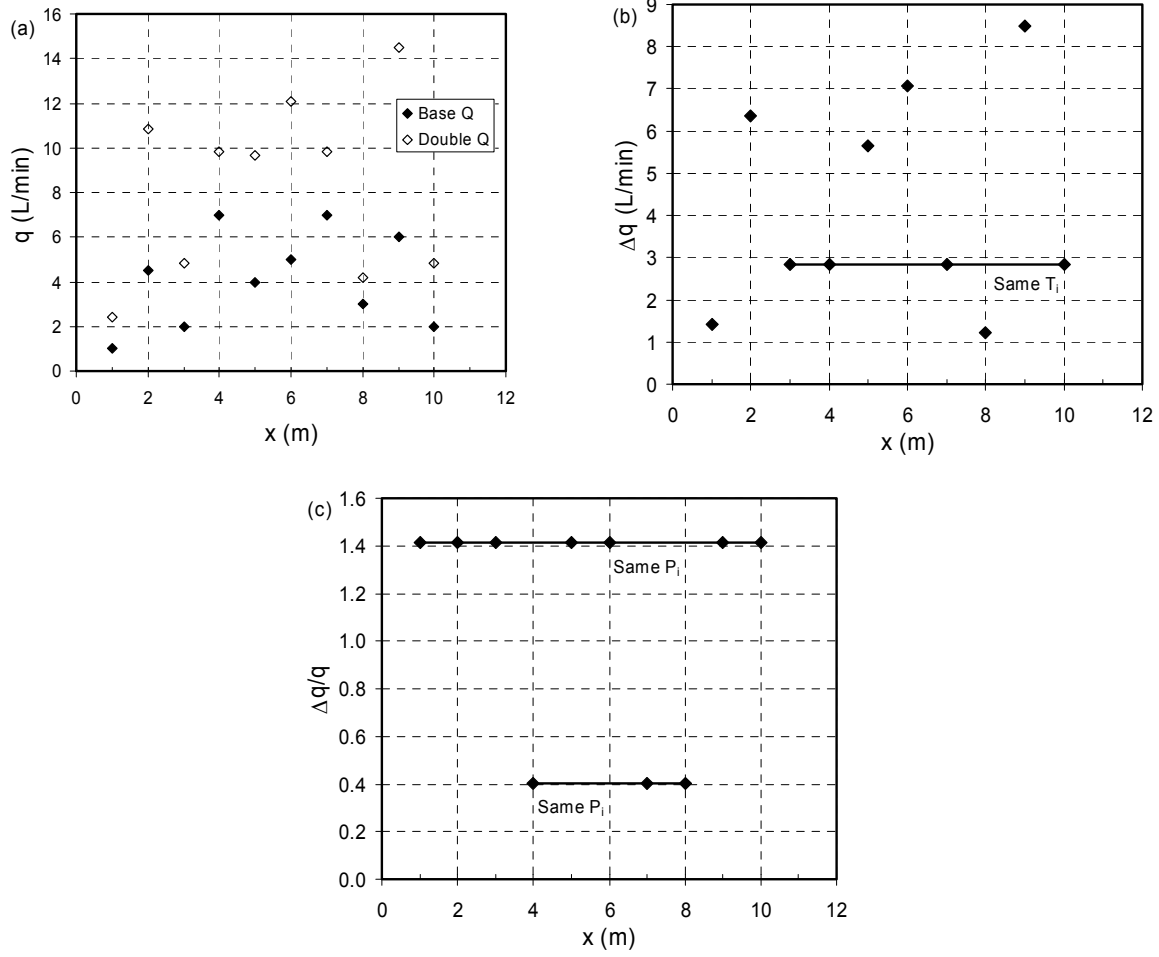 (a)
16
14
12
10
8
6
4
2
0
q (L/min)
Base Q
Double Q
0 2 4 6 8 10 12
x (m)
(b)
9
8
7
6
5
4
3
2
1
0
Δq (L/min)
Same Ti
0 2 4 6 8 10 12
x (m)
(c)
1.6
1.4
1.2
1.0
0.8
0.6
0.4
0.2
0.0
Δq/q
Same Pi
Same Pi
0 2 4 6 8 10 12
x (m)